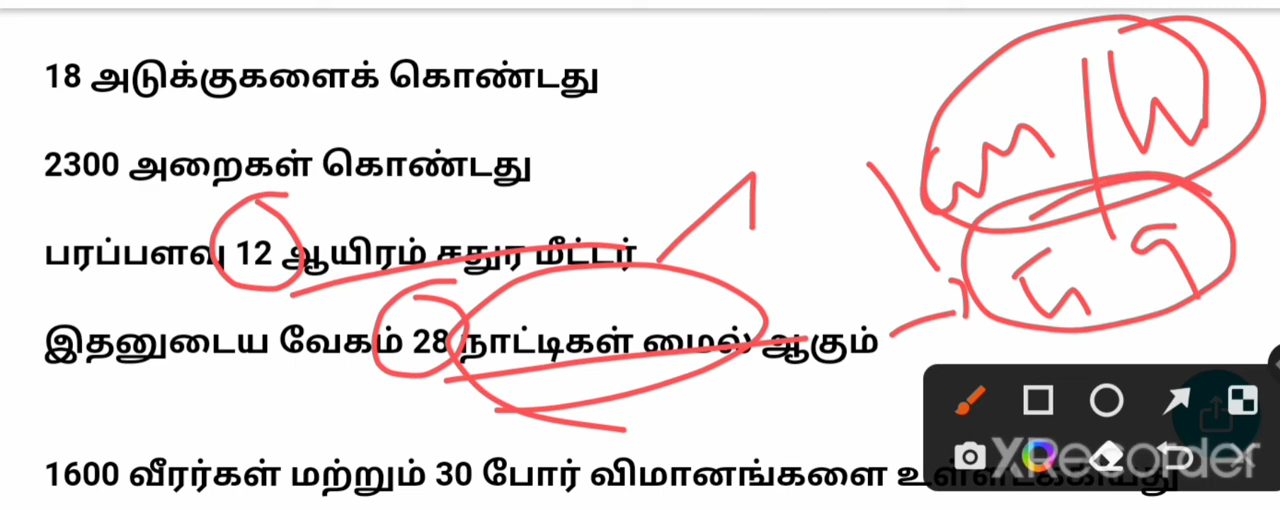 18 அடுக்குகளைக் கொண்டது
2300 அறைகள் கொண்டது
பரப்பளவு 12 ஆயிரம் சதுர மீட்டர்
இதனுடைய வேகம் 28 நாட்டிகள் மைல் ஆகும்
1600 வீரர்கள் மற்றும் 30 போர் விமானங்களை
XRecorder